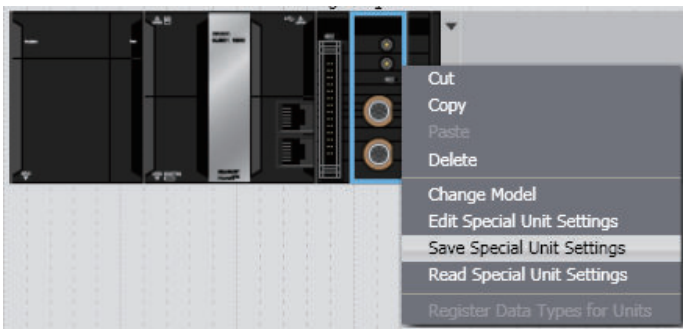 Cut
Copy
Paste
Delete
Change Model
Edit Special Unit Settings
Save Special Unit Settings
Read Special Unit Settings
Register Data Types for Units